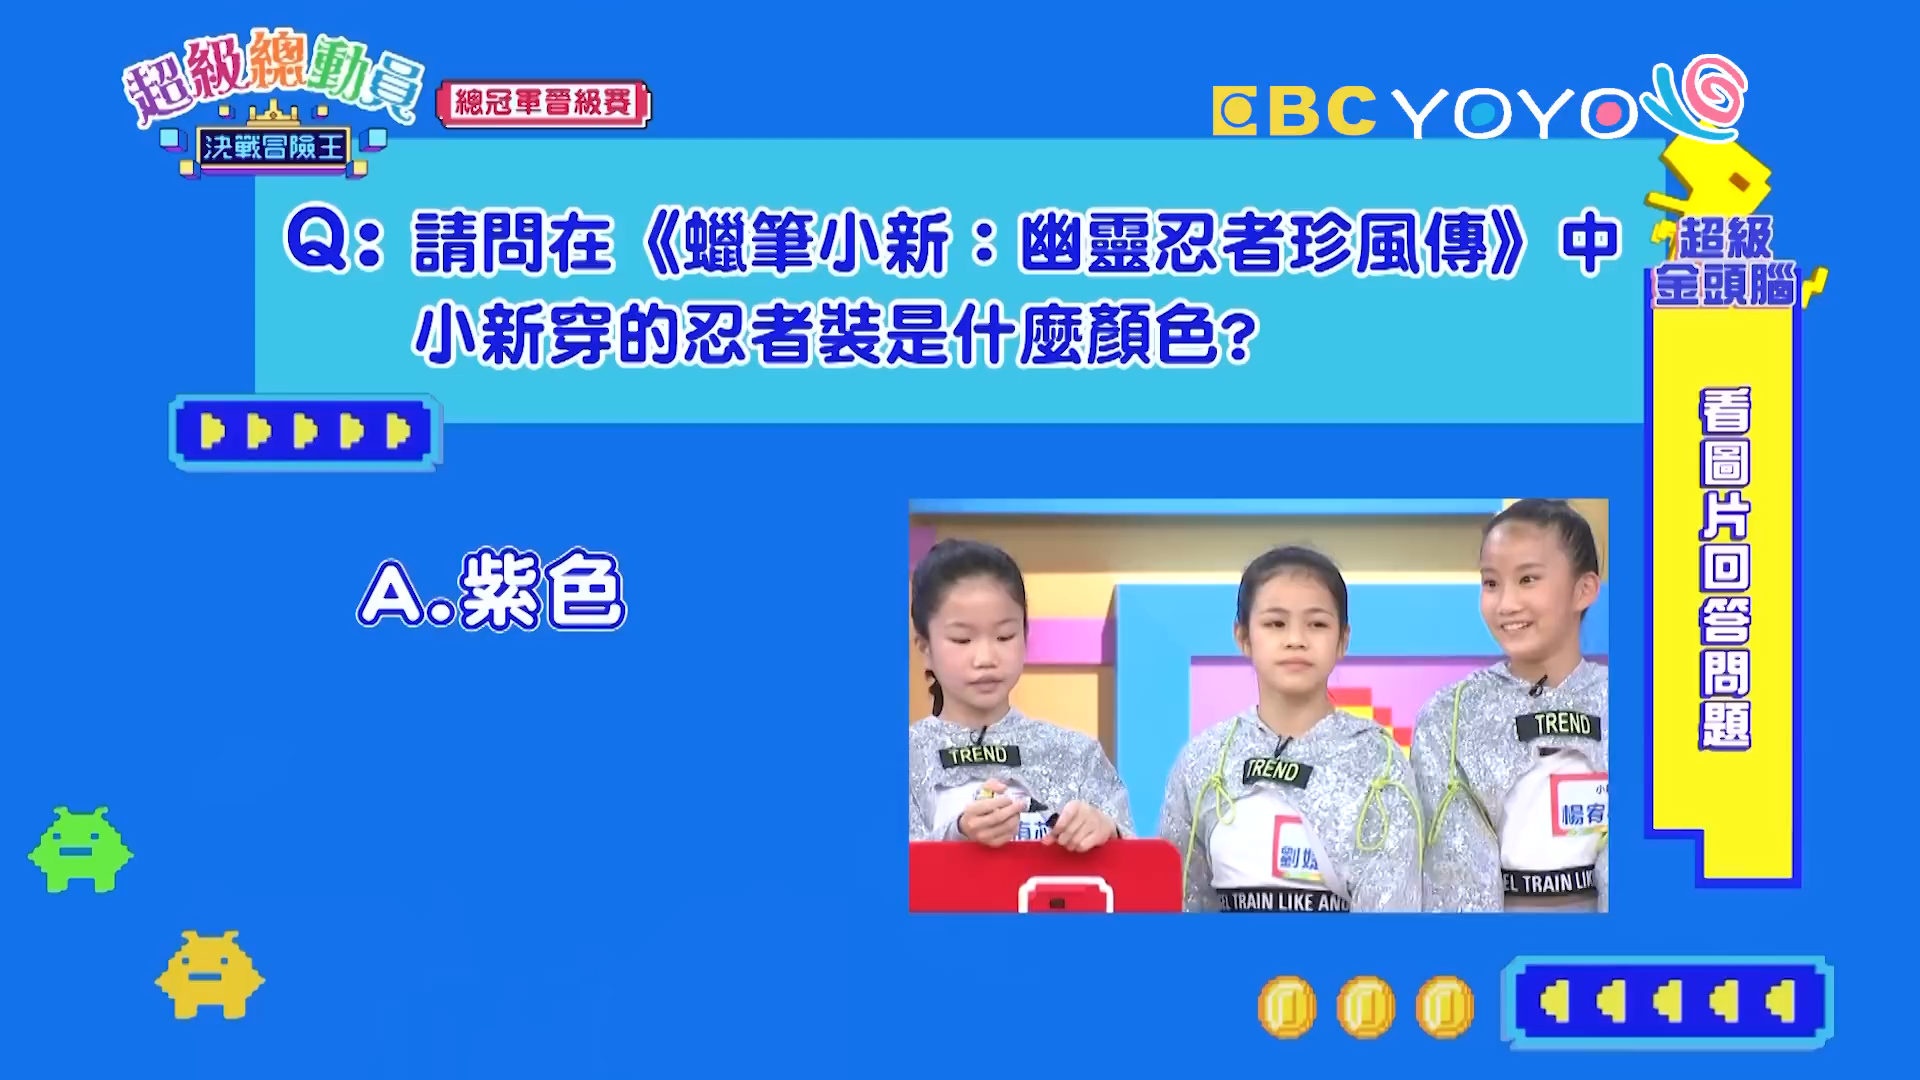 超級總動員
決戰冒險王
總冠軍晉級賽
EBC YOYO
Q: 請問在《蠟筆小新：幽靈忍者珍風傳》中
小新穿的忍者裝是什麼顏色?
超級
金頭腦
看圖片回答問題
A.紫色
TREND
TREND
TREND
楊宥
劉
TRAIN LIKE AN
TRAIN LIK